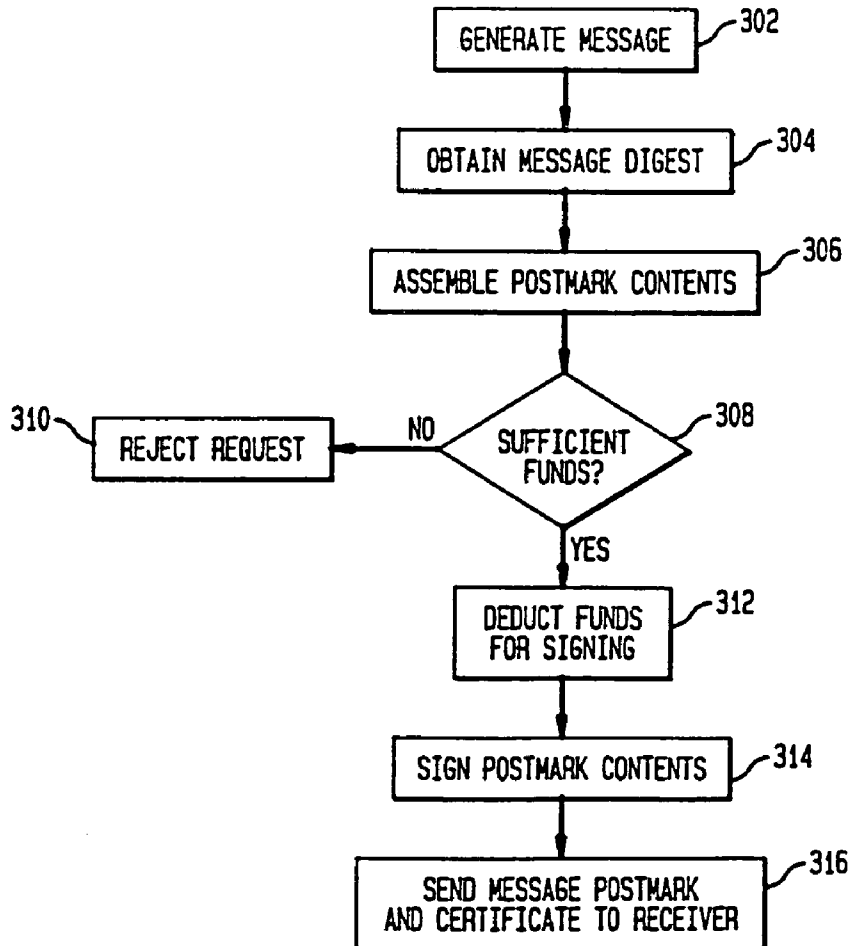 GENERATE MESSAGE
302
OBTAIN MESSAGE DIGEST
304
ASSEMBLE POSTMARK CONTENTS
306
SUFFICIENT
FUNDS?
308
NO
310
REJECT REQUEST
YES
DEDUCT FUNDS
FOR SIGNING
312
SIGN POSTMARK CONTENTS
314
SEND MESSAGE POSTMARK
AND CERTIFICATE TO RECEIVER
316